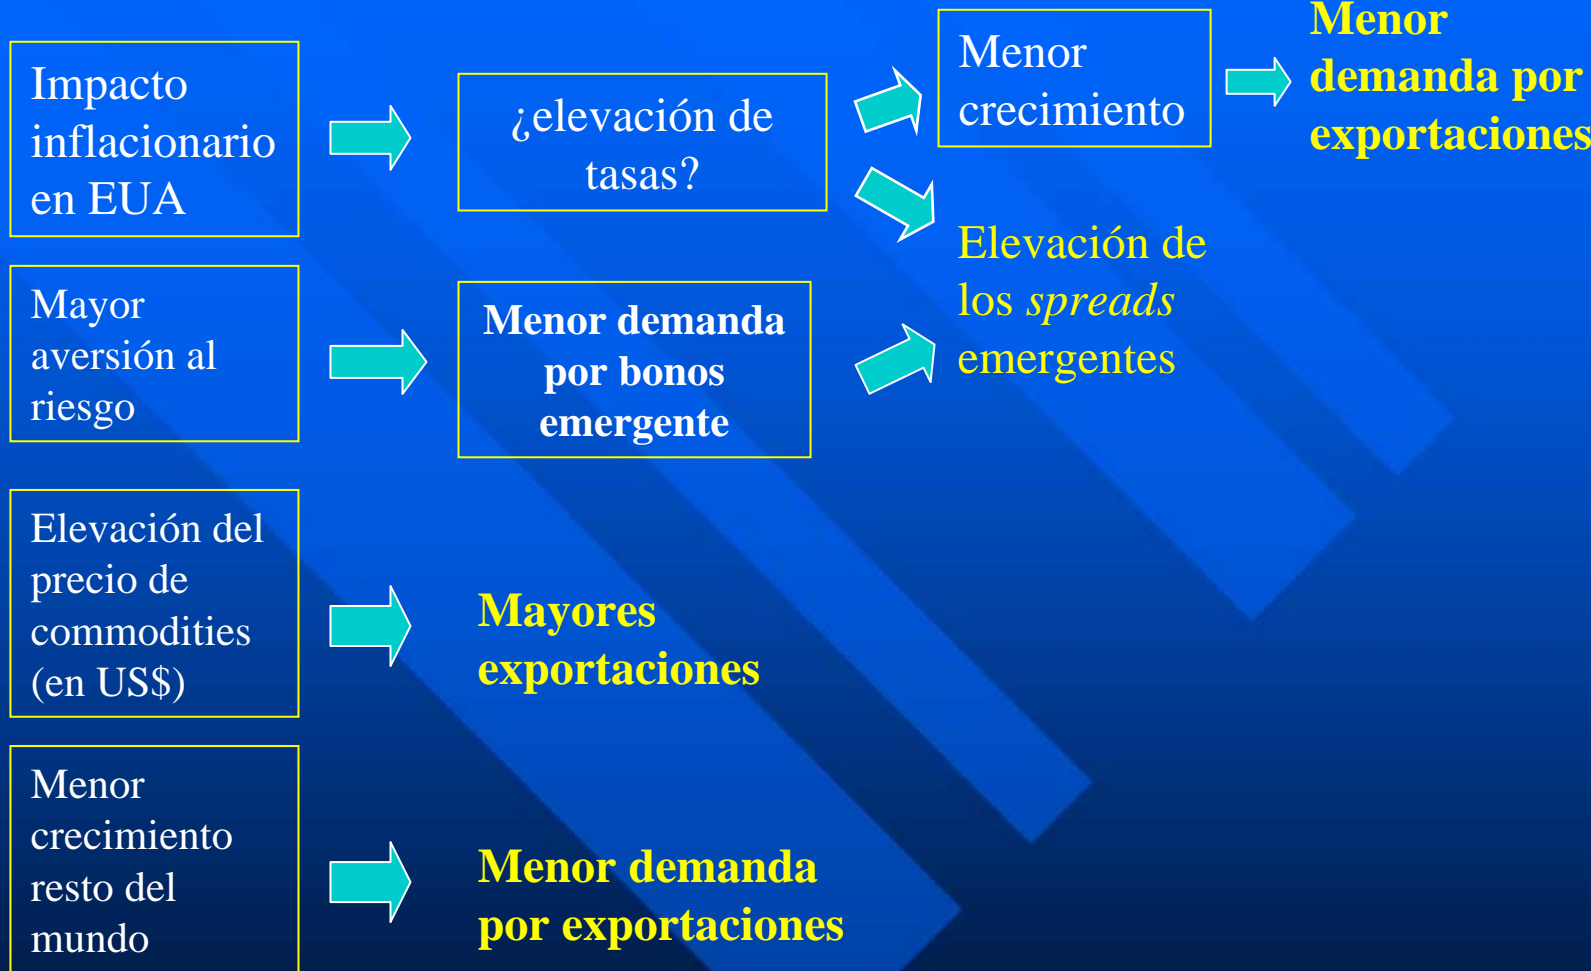 Impacto
inflacionario
en EUA
¿elevación de
tasas?
Menor
crecimiento
Menor
demanda por
exportaciones
Elevación de
los spreads
emergentes
Mayor
aversión al
riesgo
Menor demanda
por bonos
emergente
Elevación del
precio de
commodities
(en US$)
Mayores
exportaciones
Menor
crecimiento
resto del
mundo
Menor demanda
por exportaciones